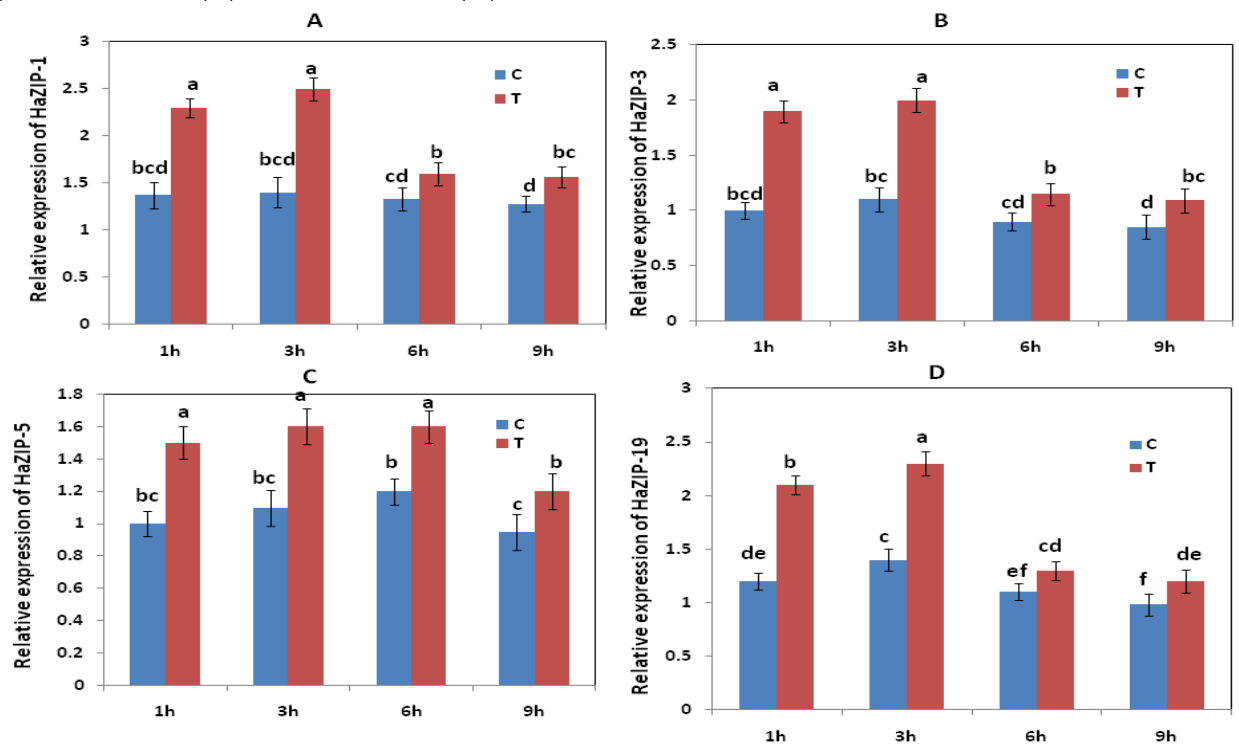 A
Relative expression of HaZIP-1
3
2.5
2
1.5
1
0.5
0
bcd
a
bcd
a
cd
b
d
bc
C
T
1h
3h
6h
9h
B
Relative expression of HaZIP-3
2.5
2
1.5
1
0.5
0
bcd
a
bc
a
cd
b
d
bc
C
T
1h
3h
6h
9h
C
Relative expression of HaZIP-5
1.8
1.6
1.4
1.2
1
0.8
0.6
0.4
0.2
0
bc
a
bc
a
b
a
c
b
C
T
1h
3h
6h
9h
D
Relative expression of HaZIP-19
3
2.5
2
1.5
1
0.5
0
de
b
c
a
ef
cd
f
de
C
T
1h
3h
6h
9h